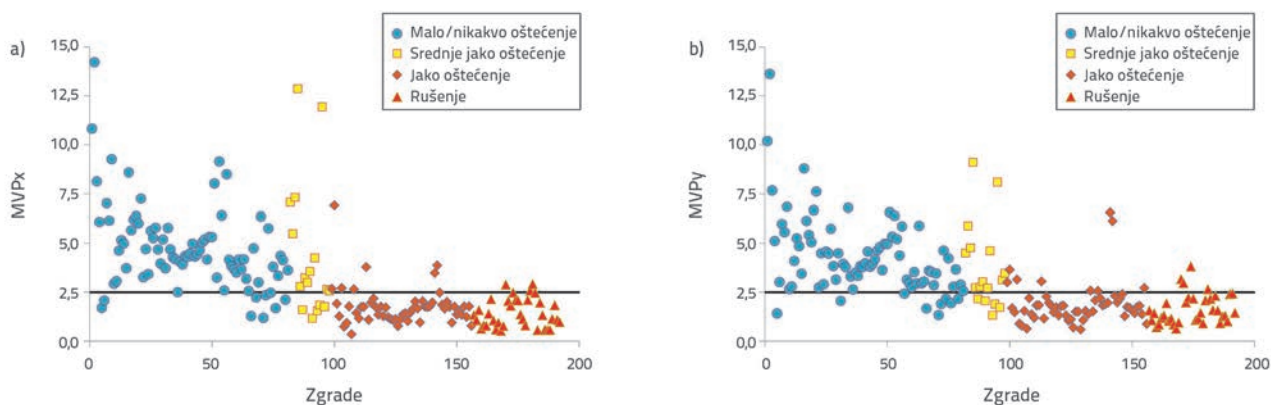 a)
Malo/nikakvo oštećenje
Srednje jako oštećenje
Jako oštećenje
Rušenje
15,0
12,5
10,0
7,5
5,0
2,5
0,0
MVPx
0
50
100
150
200
Zgrade
b)
Malo/nikakvo oštećenje
Srednje jako oštećenje
Jako oštećenje
Rušenje
15,0
12,5
10,0
7,5
5,0
2,5
0,0
MVPy
0
50
100
150
200
Zgrade